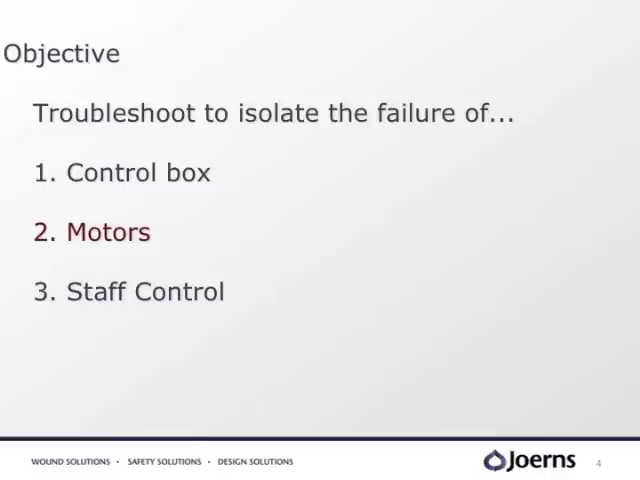 Objective
Troubleshoot to isolate the failure of...
1. Control box
2. Motors
3. Staff Control
WOUND SOLUTIONS • SAFETY SOLUTIONS • DESIGN SOLUTIONS
Joerns
4